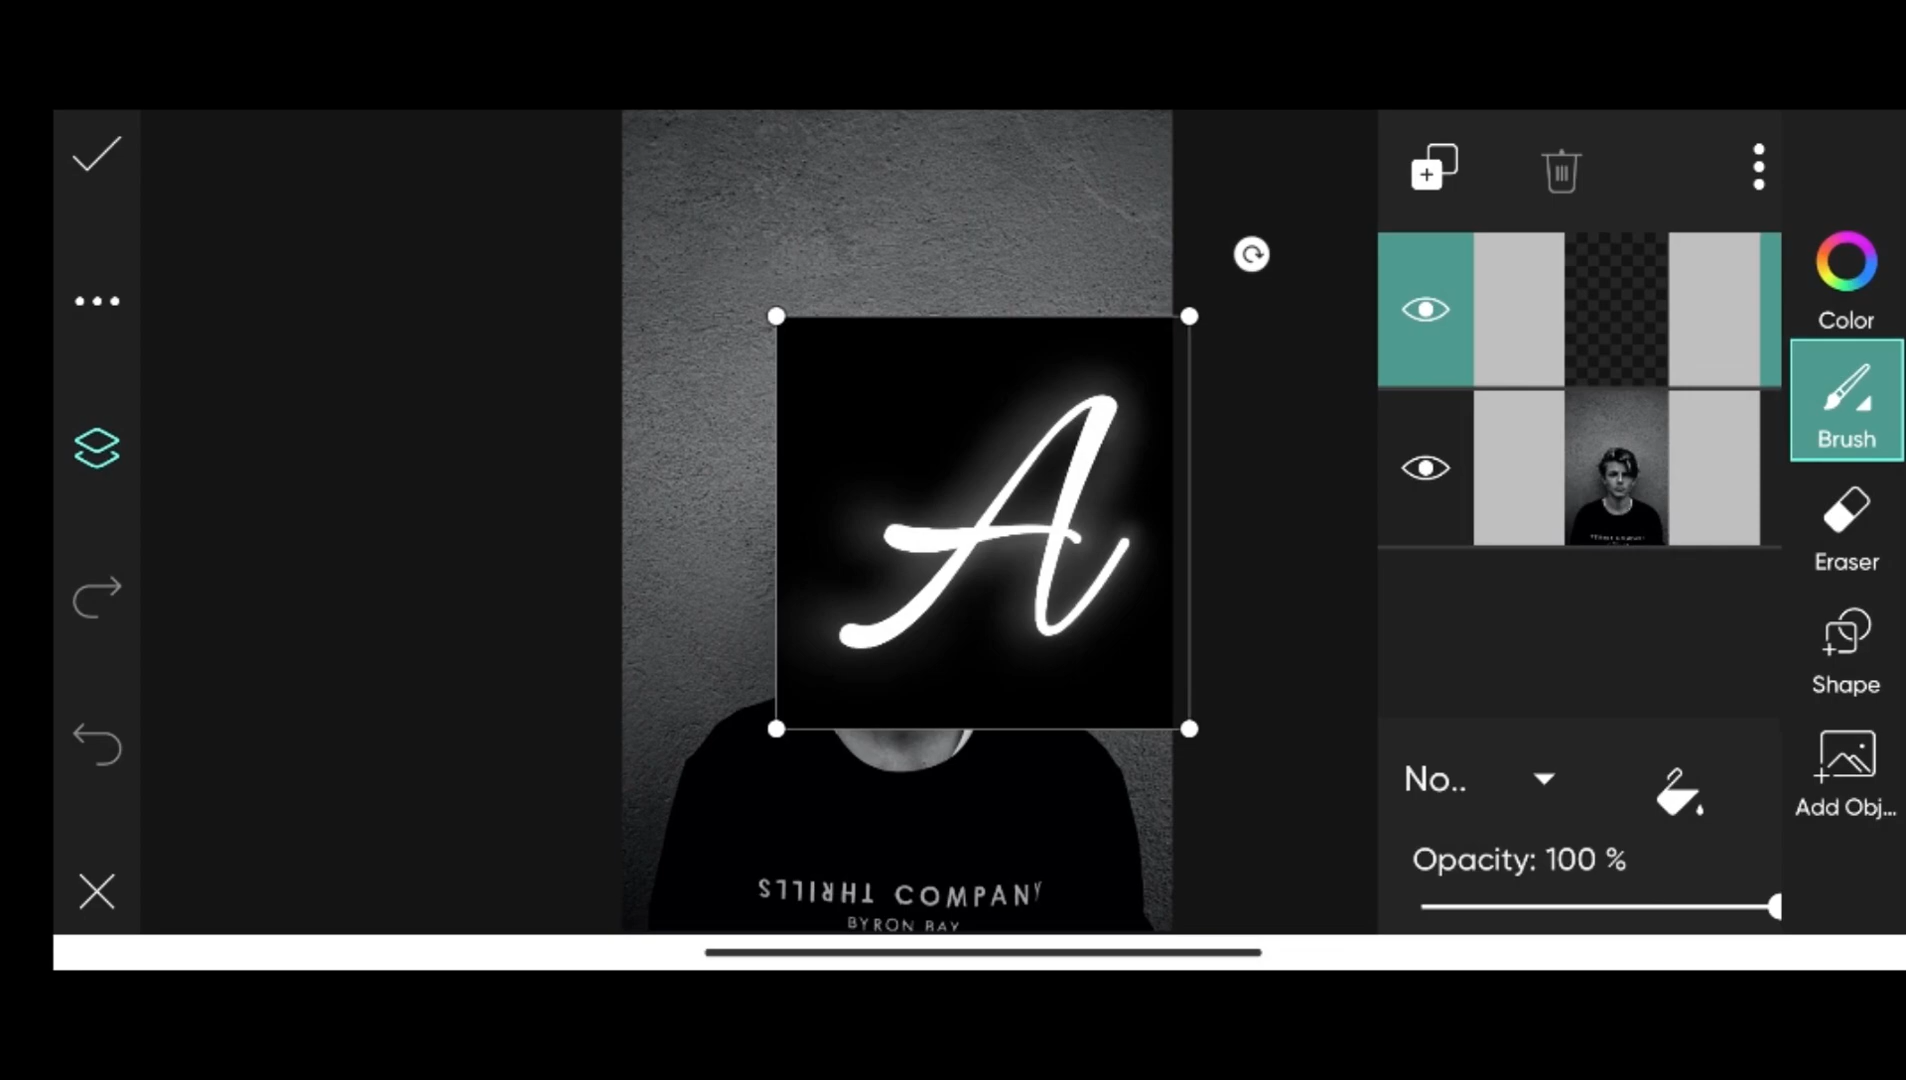 Color
Brush
Eraser
Shape
Add Obj...
A
No..
Opacity: 100 %
THRILLS COMPANY
BYRON BAY